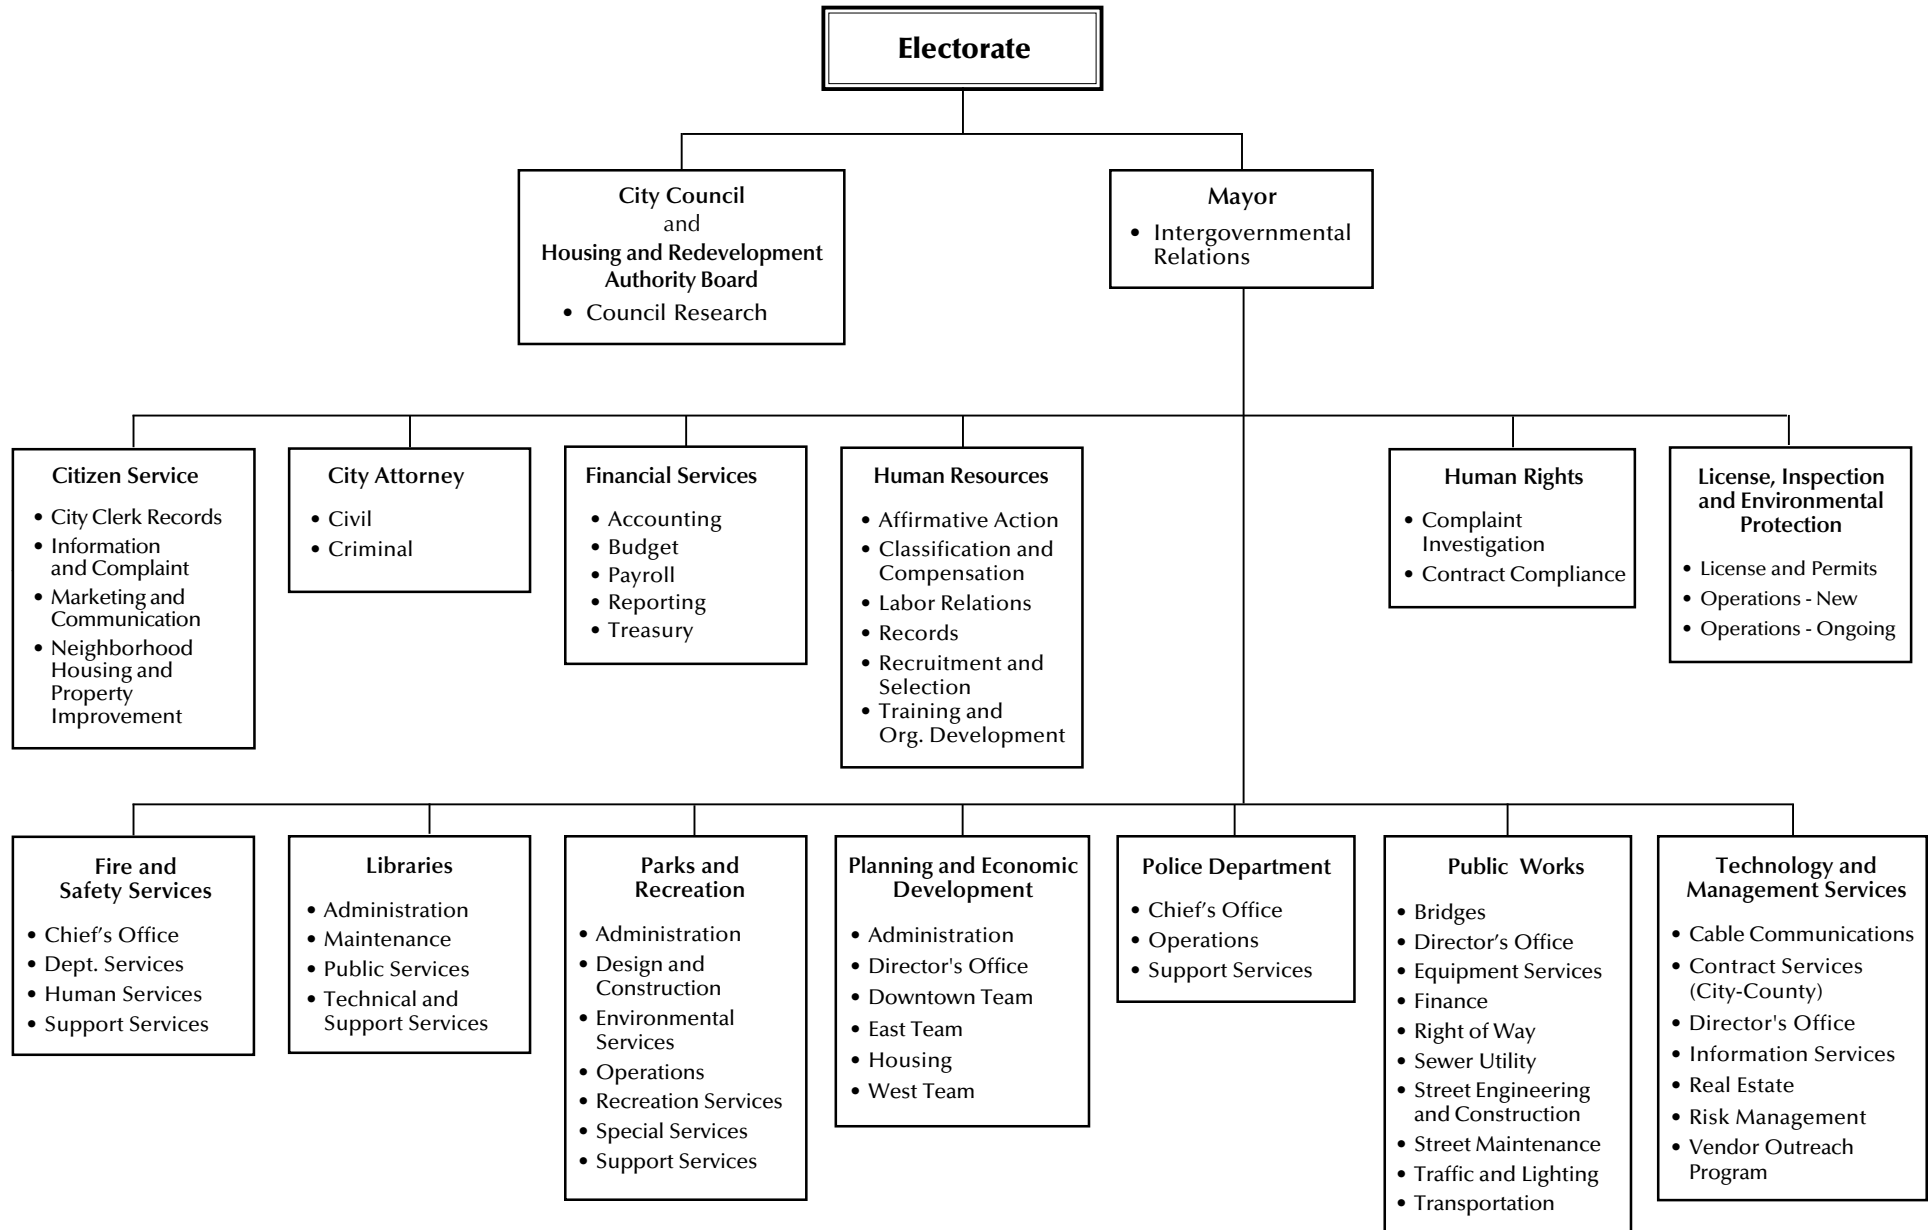 Electorate
City Council
and
Housing and Redevelopment
Authority Board
• Council Research
Mayor
• Intergovernmental
Relations
Citizen Service
• City Clerk Records
• Information
and Complaint
• Marketing and
Communication
• Neighborhood
Housing and
Property
Improvement
City Attorney
• Civil
• Criminal
Financial Services
• Accounting
• Budget
• Payroll
• Reporting
• Treasury
Human Resources
• Affirmative Action
• Classification and
Compensation
• Labor Relations
• Records
• Recruitment and
Selection
• Training and
Org. Development
Human Rights
• Complaint
Investigation
• Contract Compliance
License, Inspection
and Environmental
Protection
• License and Permits
• Operations - New
• Operations - Ongoing
Fire and
Safety Services
• Chief’s Office
• Dept. Services
• Human Services
• Support Services
Libraries
• Administration
• Maintenance
• Public Services
• Technical and
Support Services
Parks and
Recreation
• Administration
• Design and
Construction
• Environmental
Services
• Operations
• Recreation Services
• Special Services
• Support Services
Planning and Economic
Development
• Administration
• Director's Office
• Downtown Team
• East Team
• Housing
• West Team
Police Department
• Chief’s Office
• Operations
• Support Services
Public Works
• Bridges
• Director’s Office
• Equipment Services
• Finance
• Right of Way
• Sewer Utility
• Street Engineering
and Construction
• Street Maintenance
• Traffic and Lighting
• Transportation
Technology and
Management Services
• Cable Communications
• Contract Services
(City-County)
• Director's Office
• Information Services
• Real Estate
• Risk Management
• Vendor Outreach
Program